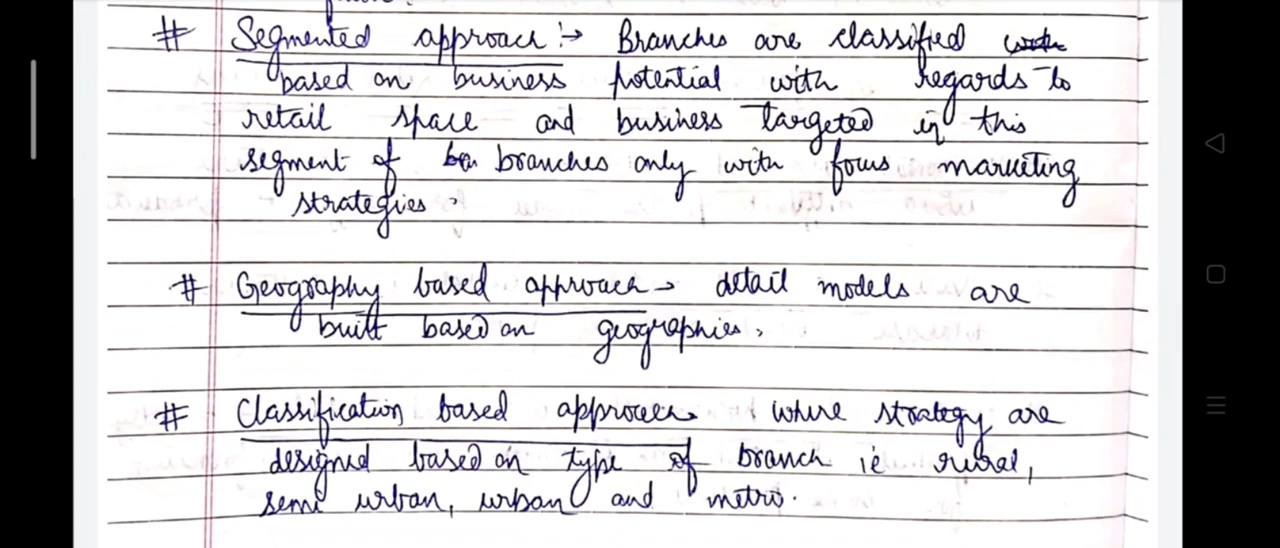 # Segmented approach :→ Branches are classified
based on business potential with regards to
retail space and business targeted in this
segment of branches only with focus marketing
strategies.
# Geography based approach → detail models are
built based on geographies.
# Classification based approach where strategy are
designed based on type of branch ie rural,
semi urban, urban and metro.